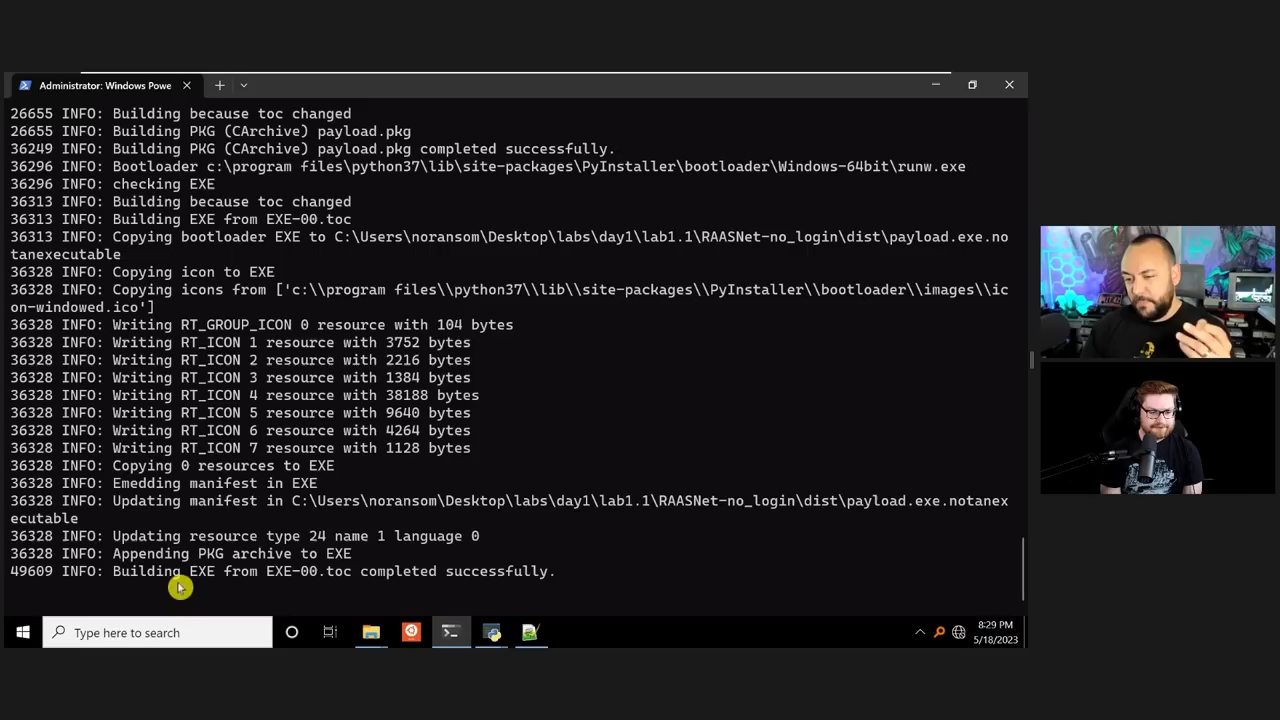 Administrator: Windows Powe
26655 INFO: Building because toc changed
26655 INFO: Building PKG (CArchive) payload.pkg
36249 INFO: Building PKG (CArchive) payload.pkg completed successfully.
36296 INFO: Bootloader c:\program files\python37\lib\site-packages\PyInstaller\bootloader\Windows-64bit\runw.exe
36296 INFO: checking EXE
36313 INFO: Building because toc changed
36313 INFO: Building EXE from EXE-00.toc
36313 INFO: Copying bootloader EXE to C:\Users\noransom\Desktop\labs\day1\lab1.1\RAASNet-no_login\dist\payload.exe.no
tanexecutable
36328 INFO: Copying icon to EXE
36328 INFO: Copying icons from ['c:\\program files\\python37\\lib\\site-packages\\PyInstaller\\bootloader\\images\\ic
on-windowed.ico']
36328 INFO: Writing RT_GROUP_ICON 0 resource with 104 bytes
36328 INFO: Writing RT_ICON 1 resource with 3752 bytes
36328 INFO: Writing RT_ICON 2 resource with 2216 bytes
36328 INFO: Writing RT_ICON 3 resource with 1384 bytes
36328 INFO: Writing RT_ICON 4 resource with 38188 bytes
36328 INFO: Writing RT_ICON 5 resource with 9640 bytes
36328 INFO: Writing RT_ICON 6 resource with 4264 bytes
36328 INFO: Writing RT_ICON 7 resource with 1128 bytes
36328 INFO: Copying 0 resources to EXE
36328 INFO: Emedding manifest in EXE
36328 INFO: Updating manifest in C:\Users\noransom\Desktop\labs\day1\lab1.1\RAASNet-no_login\dist\payload.exe.notanex
ecutable
36328 INFO: Updating resource type 24 name 1 language 0
36328 INFO: Appending PKG archive to EXE
49609 INFO: Building EXE from EXE-00.toc completed successfully.
Type here to search
8:29 PM
5/18/2023